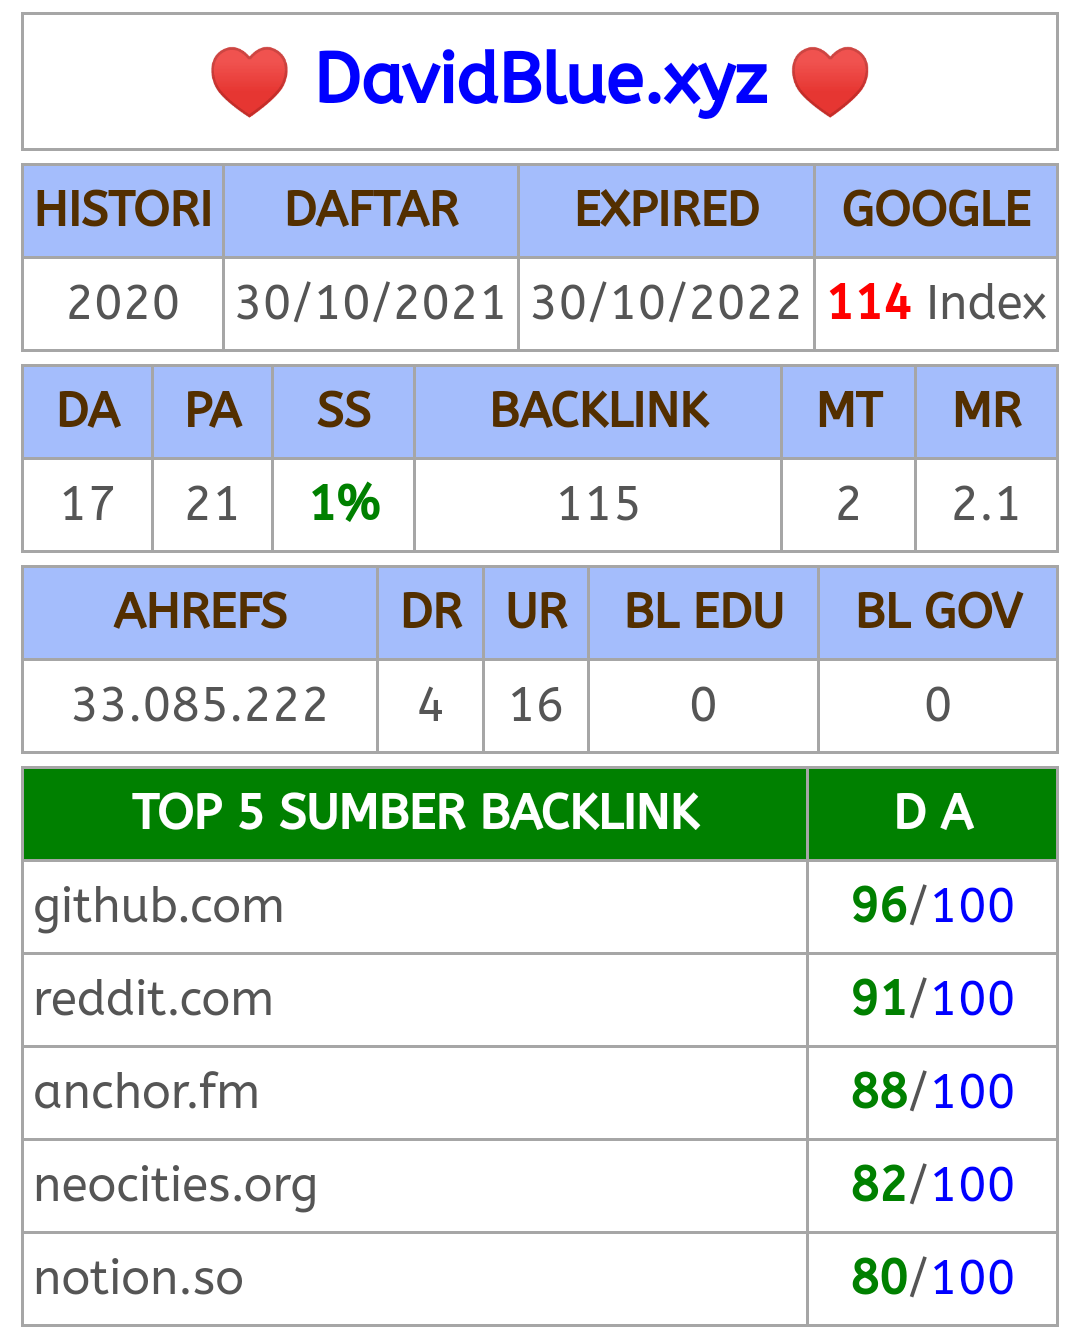 DavidBlue.xyz
HISTORI DAFTAR EXPIRED GOOGLE
2020 30/10/2021 30/10/2022 114 Index
DA PA SS BACKLINK MT MR
17 21 1% 115 2 2.1
AHREFS DR UR BL EDU BL GOV
33.085.222 4 16 0 0
TOP 5 SUMBER BACKLINK D A
github.com 96/100
reddit.com 91/100
anchor.fm 88/100
neocities.org 82/100
notion.so 80/100